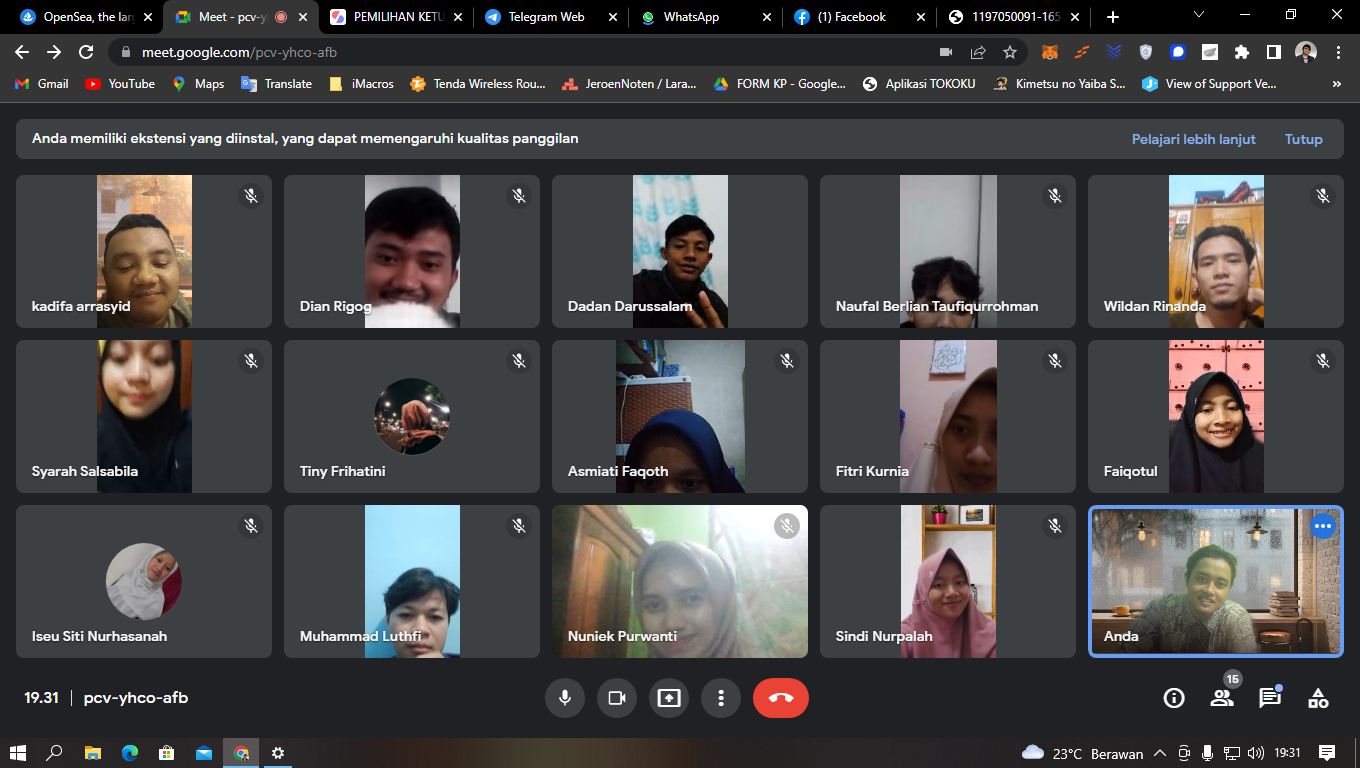 OpenSea, the larg
Meet - pcv-y
PEMILIHAN KETU
Telegram Web
WhatsApp
(1) Facebook
1197050091-165
meet.google.com/pcv-yhco-afb
Gmail
YouTube
Maps
Translate
iMacros
Tenda Wireless Rou...
JeroenNoten / Lara...
FORM KP - Google...
Aplikasi TOKOKU
Kimetsu no Yaiba S...
View of Support Ve...
»
Anda memiliki ekstensi yang diinstal, yang dapat memengaruhi kualitas panggilan
Pelajari lebih lanjut
Tutup
kadifa arrasyid
Dian Rigog
Dadan Darussalam
Naufal Berlian Taufiqurrohman
Wildan Rinanda
Syarah Salsabila
Tiny Frihatini
Asmiati Faqoth
Fitri Kurnia
Faiqotul
Iseu Siti Nurhasanah
Muhammad Luthfi
Nuniek Purwanti
Sindi Nurpalah
Anda
19.31 | pcv-yhco-afb
15
23°C Berawan
19:31